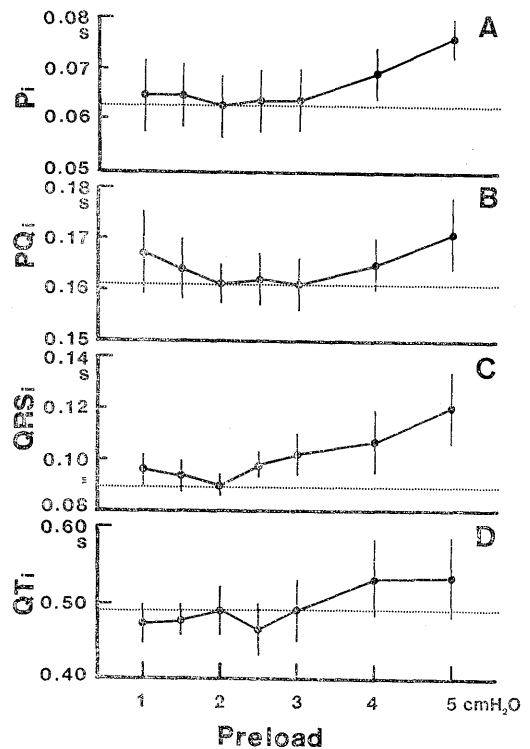 0.08
s
A
0.07
Pi
0.06
0.05
0.18
s
B
0.17
PQi
0.16
0.15
0.14
s
C
0.12
QRSi
0.10
s
0.08
0.60
s
D
QTi
0.50
0.40
1 2 3 4 5 cmH₂O
Preload